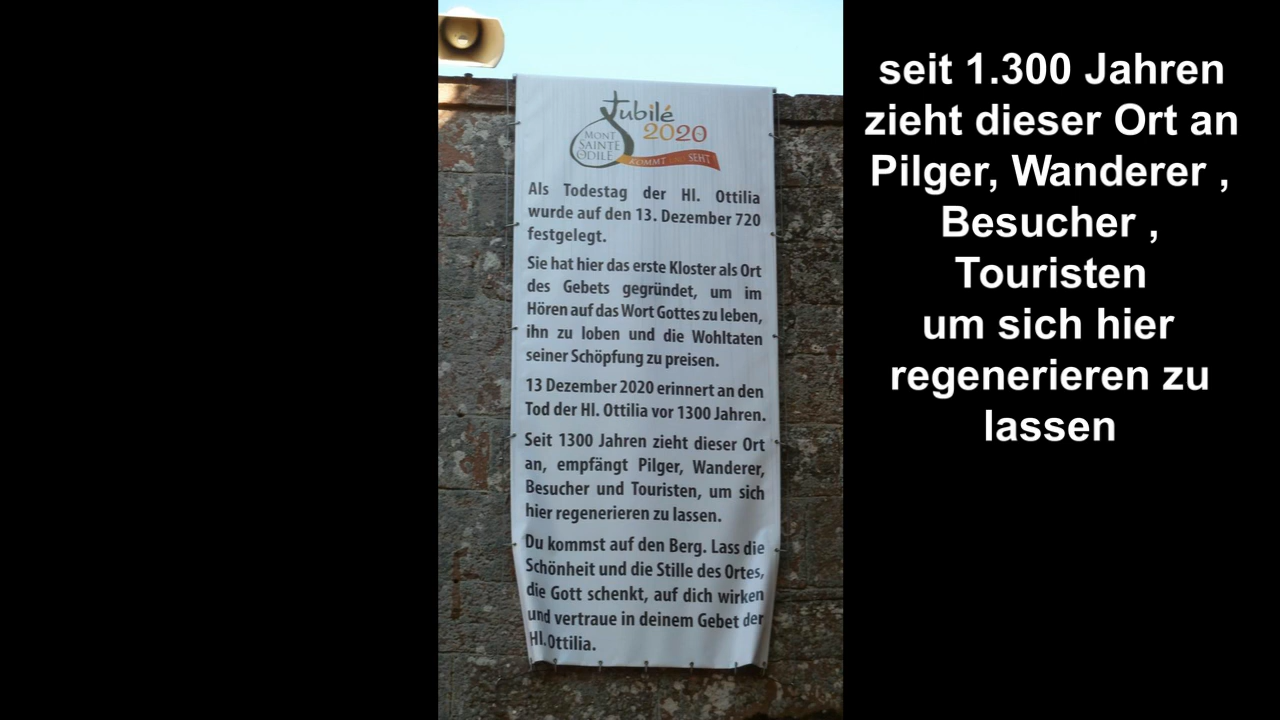 Jubilé
2020
MONT
SAINTE
ODILE
KOMMT UND SEHT
Als Todestag der Hl. Ottilia
wurde auf den 13. Dezember 720
festgelegt.
Sie hat hier das erste Kloster als Ort
des Gebets gegründet, um im
Hören auf das Wort Gottes zu leben,
ihn zu loben und die Wohltaten
seiner Schöpfung zu preisen.
13 Dezember 2020 erinnert an den
Tod der Hl. Ottilia vor 1300 Jahren.
Seit 1300 Jahren zieht dieser Ort
an, empfängt Pilger, Wanderer,
Besucher und Touristen, um sich
hier regenerieren zu lassen.
Du kommst auf den Berg. Lass die
Schönheit und die Stille des Ortes,
die Gott schenkt, auf dich wirken
und vertraue in deinem Gebet der
Hl. Ottilia.
seit 1.300 Jahren
zieht dieser Ort an
Pilger, Wanderer ,
Besucher ,
Touristen
um sich hier
regenerieren zu
lassen